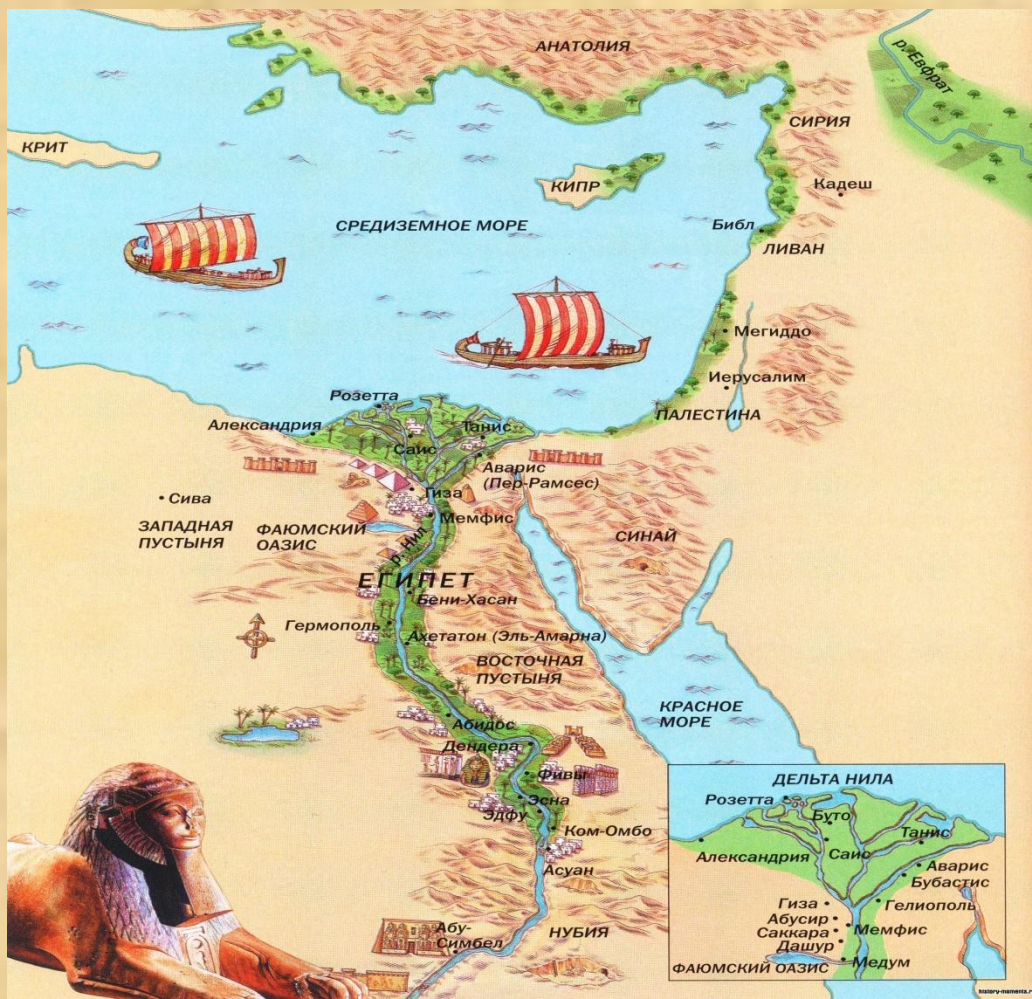 АНАТОЛИЯ
р. Евфрат
СИРИЯ
КРИТ
КИПР
Кадеш
СРЕДИЗЕМНОЕ МОРЕ
Библ
ЛИВАН
Мегиддо
Иерусалим
ПАЛЕСТИНА
Розетта
Александрия
Танис
Саис
Аварис
(Пер-Рамсес)
Гиза
Сива
Мемфис
ЗАПАДНАЯ
ПУСТЫНЯ
ФАЮМСКИЙ
ОАЗИС
р. Нил
СИНАЙ
ЕГИПЕТ
Бени-Хасан
Гермополь
Ахетатон (Эль-Амарна)
ВОСТОЧНАЯ
ПУСТЫНЯ
КРАСНОЕ
МОРЕ
Абидос
Дендера
Фивы
Эсна
Эдфу
Ком-Омбо
Асуан
Абу-
Симбел
НУБИЯ
ДЕЛЬТА НИЛА
Розетта
Буто
Танис
Александрия
Саис
Аварис
Бубастис
Гиза
Гелиополь
Абусир
Мемфис
Саккара
Дашур
Медум
ФАЮМСКИЙ ОАЗИС